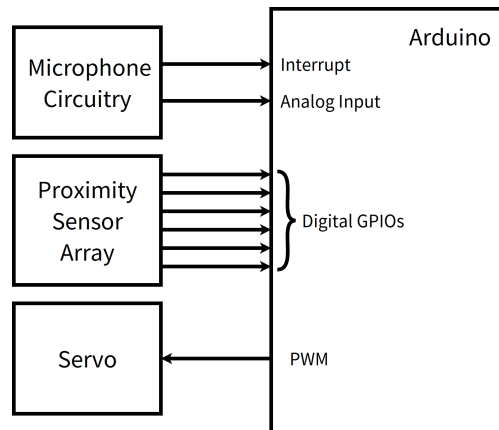 Arduino
Microphone
Circuitry
Interrupt
Analog Input
Proximity
Sensor
Array
Digital GPIOs
Servo
PWM